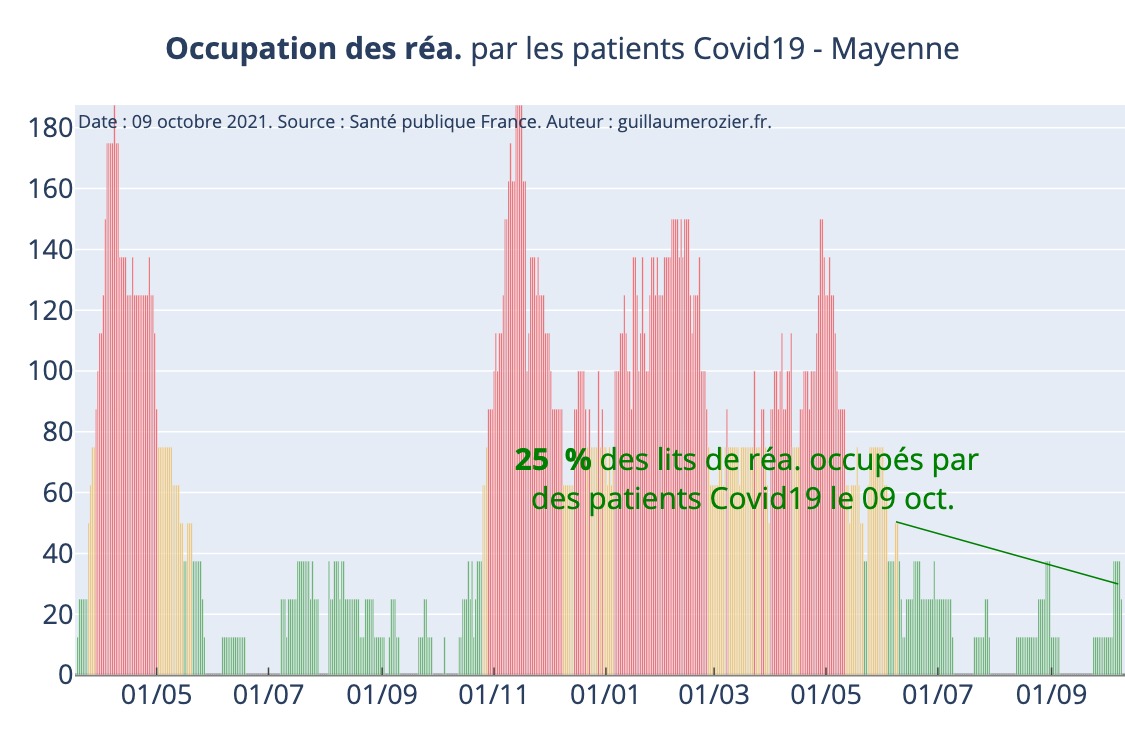 Occupation des réa. par les patients Covid19 - Mayenne
Date : 09 octobre 2021. Source : Santé publique France. Auteur : guillaumerozier.fr.
180
160
140
120
100
80
60
40
20
0
25  % des lits de réa. occupés par
des patients Covid19 le 09 oct.
01/05 01/07 01/09 01/11 01/01 01/03 01/05 01/07 01/09